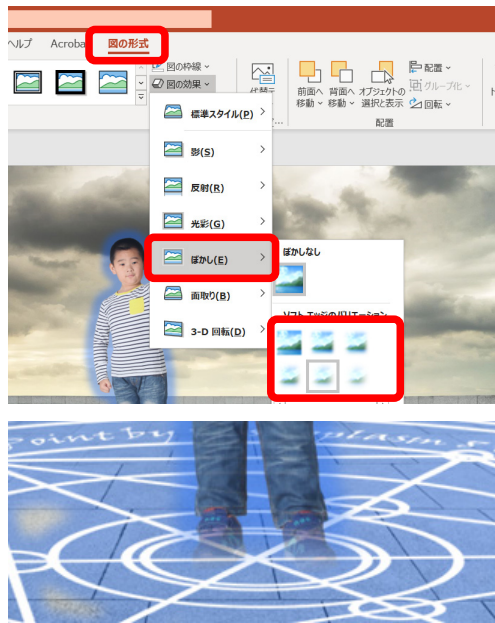 ヘルプ Acroba 図の形式
図の枠線
図の効果
標準スタイル(P)
影(S)
反射(R)
光彩(G)
ぼかし(E)
面取り(B)
3-D 回転(D)
ぼかしなし
ソフト エッジのバリエーション
前面へ
移動
背面へ
移動
オブジェクトの
選択と表示
配置
グループ化
回転
配置
Point by